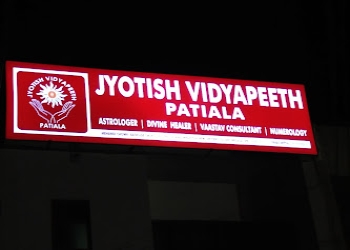 JYOTISH VIDYAPEETH
PATIALA
JYOTISH VIDYAPEETH
PATIALA
ASTROLOGER | DIVINE HEALER | VAASTAV CONSULTANT | NUMEROLOGY